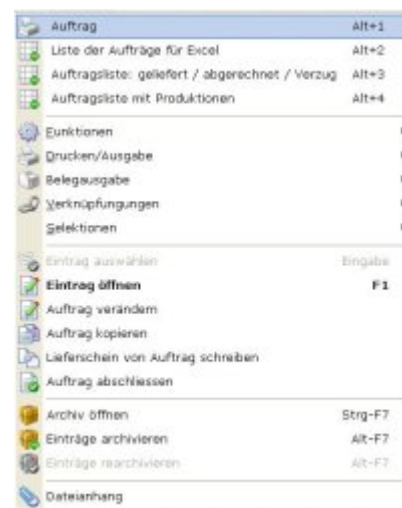 Auftrag Alt+1
Liste der Aufträge für Excel Alt+2
Auftragsliste: geliefert / abgerechnet / Verzug Alt+3
Auftragsliste mit Produktionen Alt+4
Funktionen
Drucken/Ausgabe
Belegausgabe
Verknüpfungungen
Selektionen
Eintrag auswählen Eingabe
Eintrag öffnen F1
Auftrag verändern
Auftrag kopieren
Lieferschein von Auftrag schreiben
Auftrag abschliessen
Archiv öffnen Strg-F7
Einträge archivieren Alt-F7
Einträge rearchivieren Alt-F7
Dateianhang